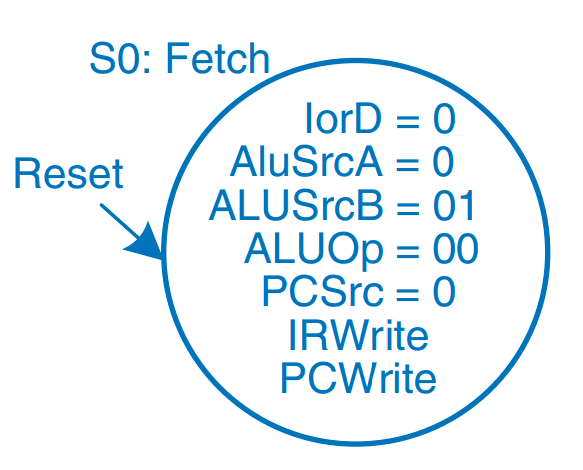 S0: Fetch
Reset
IorD = 0
AluSrcA = 0
ALUSrcB = 01
ALUOp = 00
PCSrc = 0
IRWrite
PCWrite